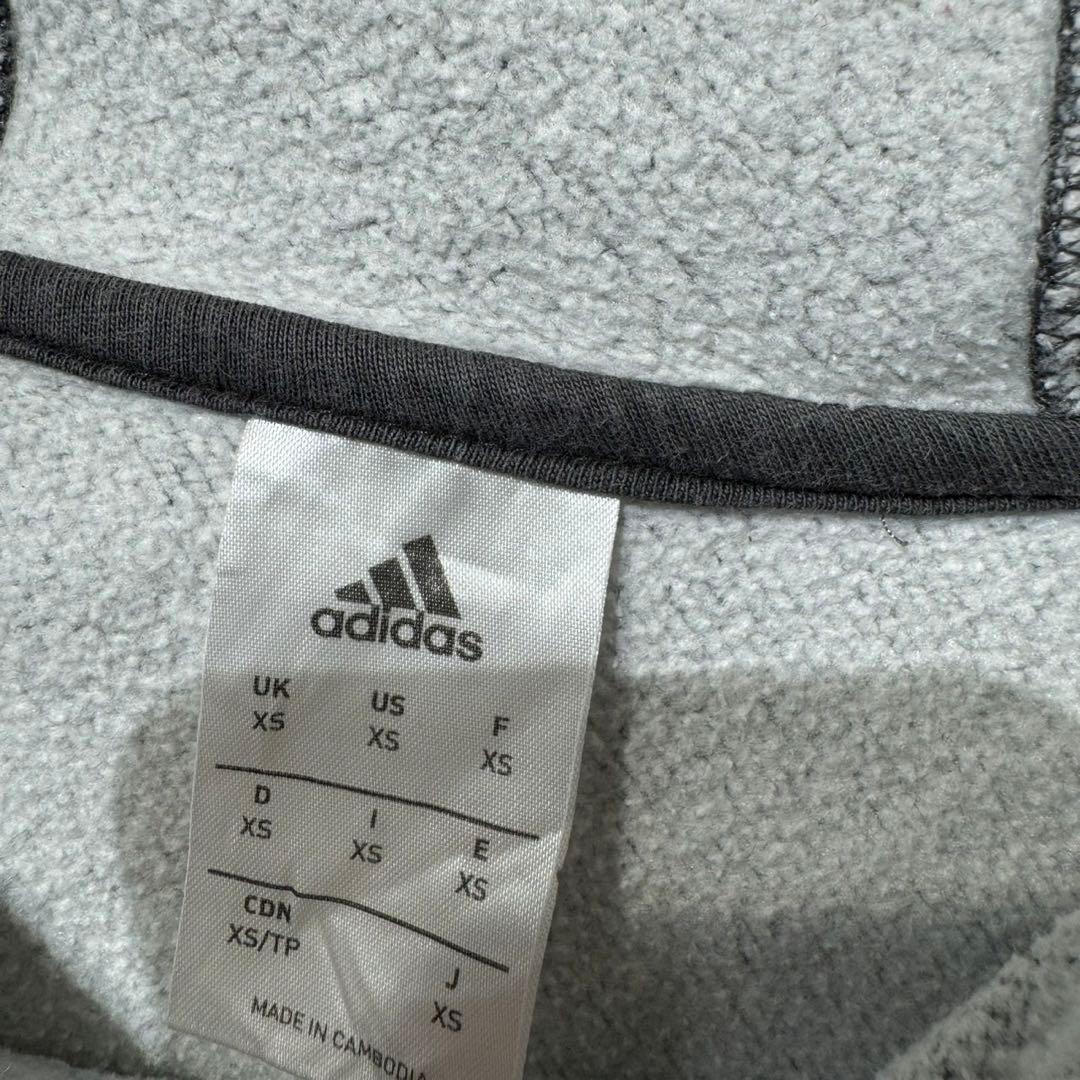 adidas
UK US F
XS XS XS
D I E
XS XS XS
CDN J
XS/TP XS
MADE IN CAMBODIA